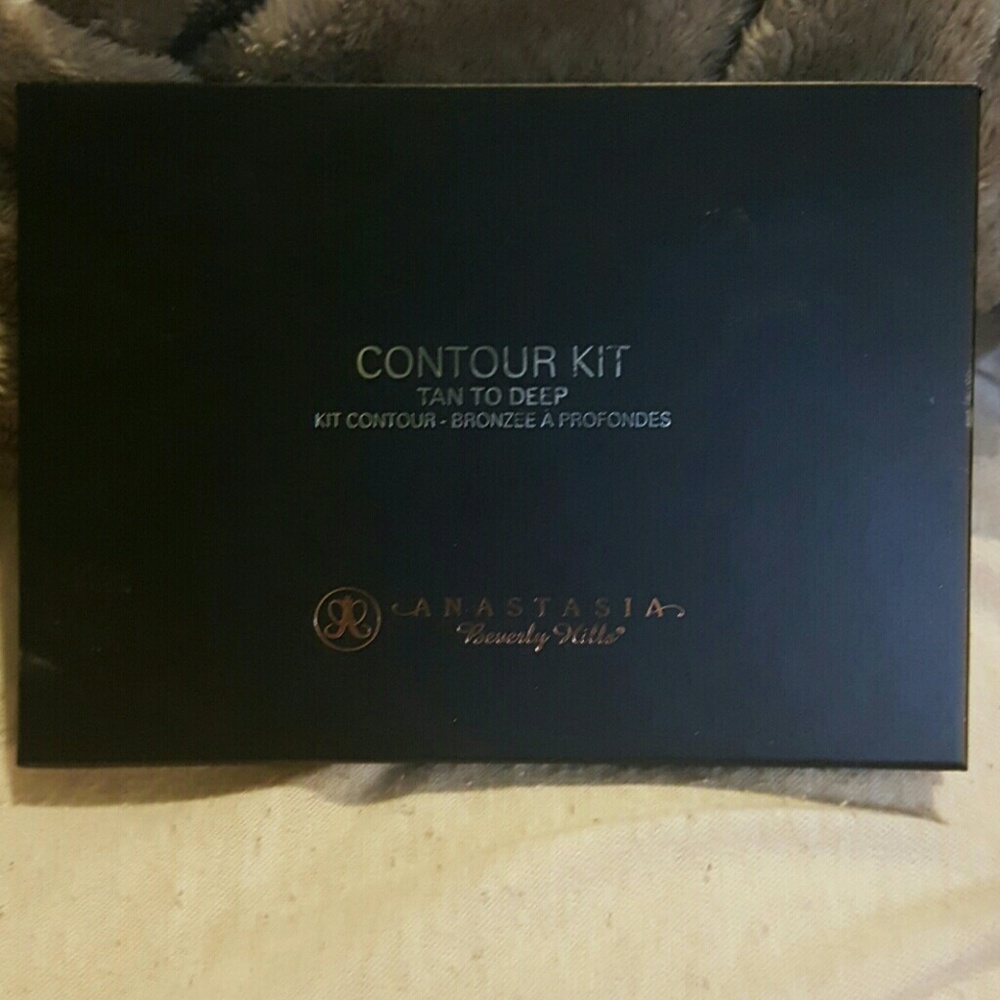 CONTOUR KIT
TAN TO DEEP
KIT CONTOUR - BRONZEE À PROFONDES
ANASTASIA
Beverly Hills®